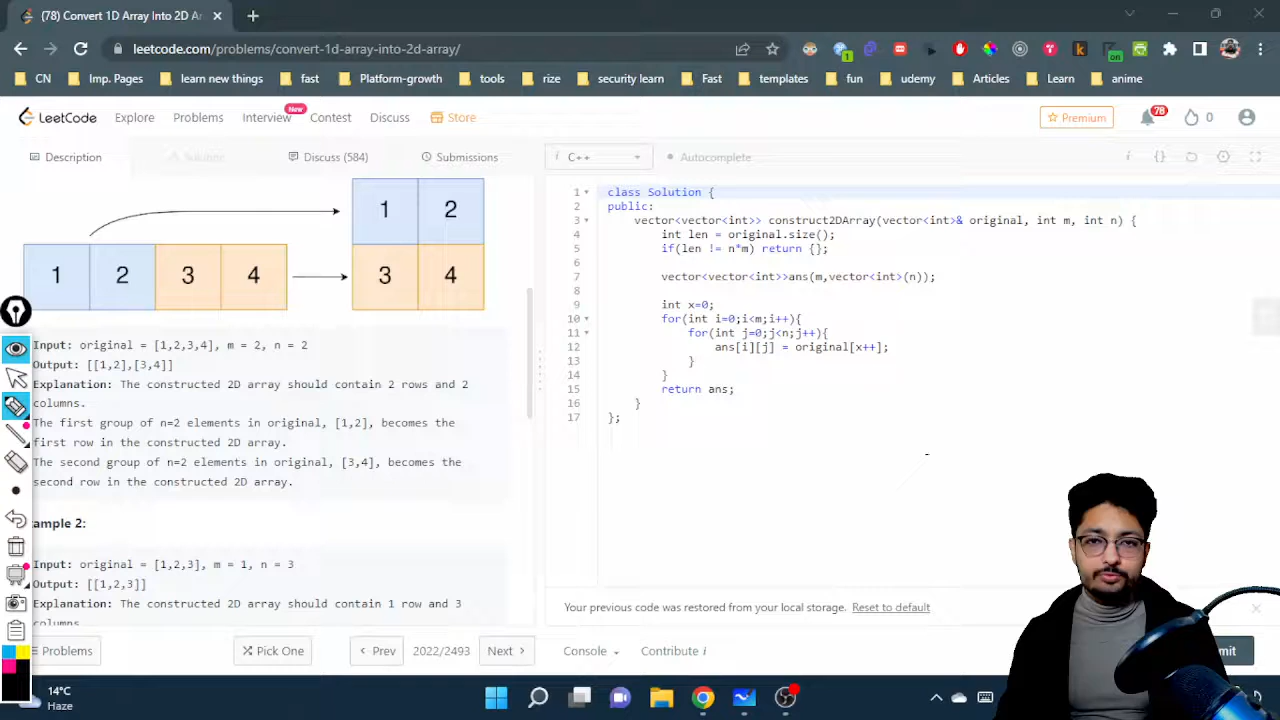 (78) Convert 1D Array Into 2D Ar
leetcode.com/problems/convert-1d-array-into-2d-array/
1
on
CN
Imp. Pages
learn new things
fast
Platform-growth
tools
rize
security learn
Fast
templates
fun
udemy
Articles
Learn
anime
LeetCode
Explore
Problems
Interview
New
Contest
Discuss
Store
Premium
78
0
Description
Discuss (584)
Submissions
i C++
Autocomplete
1 2
1 2 3 4
3 4
Input: original = [1,2,3,4], m = 2, n = 2
Output: [[1,2],[3,4]]
Explanation: The constructed 2D array should contain 2 rows and 2
columns.
The first group of n=2 elements in original, [1,2], becomes the
first row in the constructed 2D array.
The second group of n=2 elements in original, [3,4], becomes the
second row in the constructed 2D array.
ample 2:
Input: original = [1,2,3], m = 1, n = 3
Output: [[1,2,3]]
Explanation: The constructed 2D array should contain 1 row and 3
columns
1 class Solution {
2 public:
3 vector<vector<int>> construct2DArray(vector<int>& original, int m, int n) {
4 int len = original.size();
5 if(len != n*m) return {};
6
7 vector<vector<int>>ans(m,vector<int>(n));
8
9 int x=0;
10 for(int i=0;i<m;i++){
11 for(int j=0;j<n;j++){
12 ans[i][j] = original[x++];
13 }
14 }
15 return ans;
16 }
17 };
Your previous code was restored from your local storage. Reset to default
Problems
Pick One
Prev
2022/2493
Next
Console
Contribute i
mit
14°C
Haze